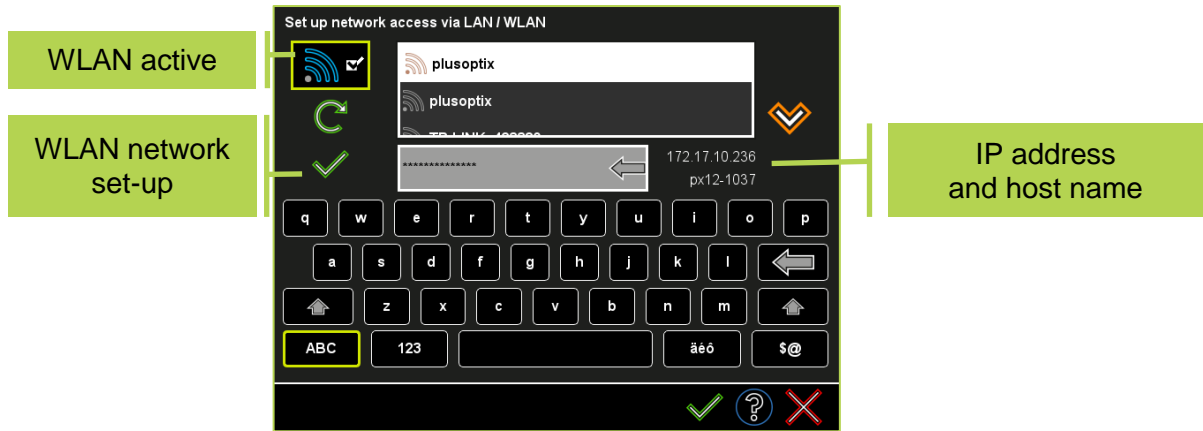 Set up network access via LAN / WLAN
WLAN active
plusoptix
plusoptix
WLAN network
set-up
**************
172.17.10.236
px12-1037
IP address
and host name
q w e r t y u i o p
a s d f g h j k l
z x c v b n m
ABC 123 äéô $@
?